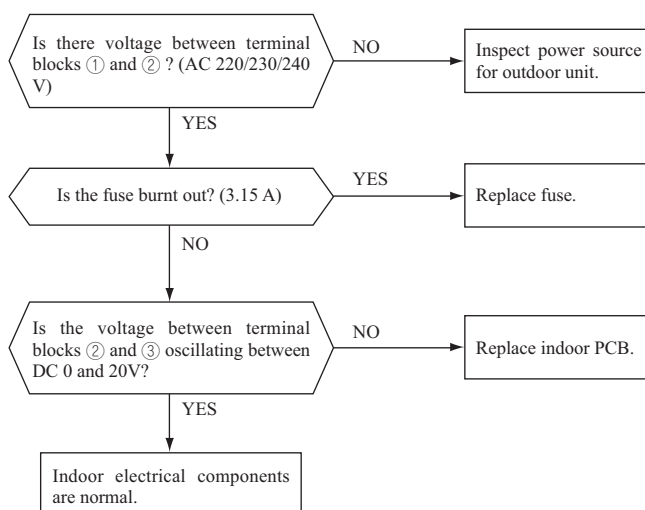 Is there voltage between terminal
blocks ① and ② ? (AC 220/230/240
V)
NO
Inspect power source
for outdoor unit.
YES
Is the fuse burnt out? (3.15 A)
YES
Replace fuse.
NO
Is the voltage between terminal
blocks ② and ③ oscillating between
DC 0 and 20V?
NO
Replace indoor PCB.
YES
Indoor electrical components
are normal.